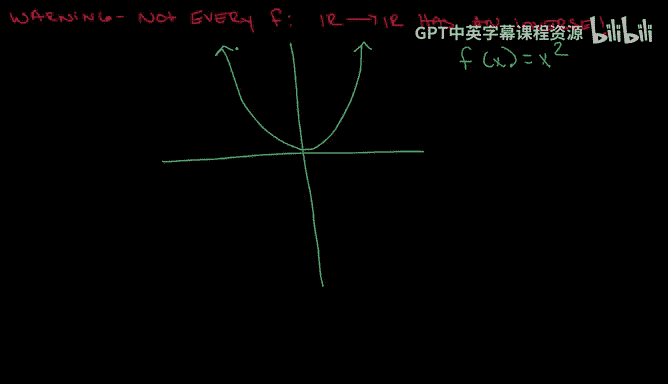 WARNING- NOT EVERY f: IR → IR HAS AN INVERSE!
GPT中英字幕课程资源 bilibili
f(x)=x²